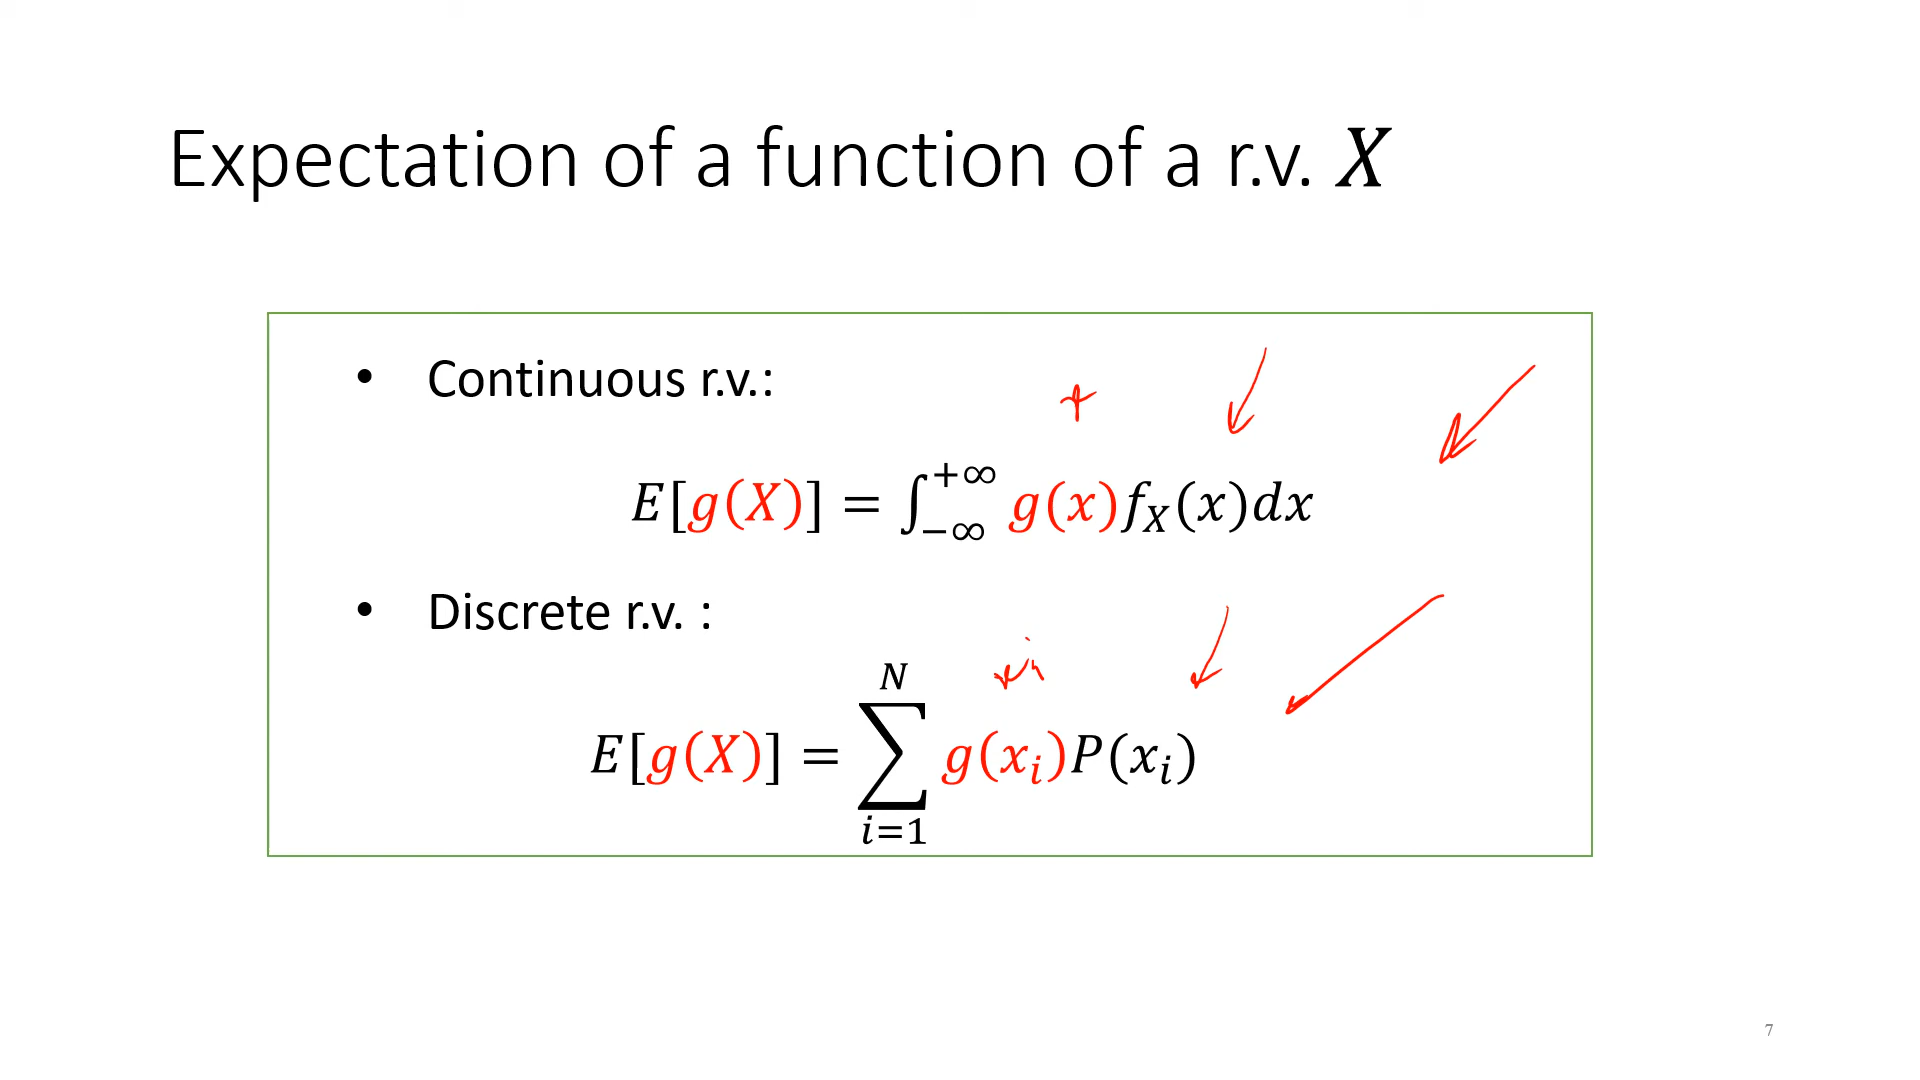 Expectation of a function of a r.v. X
• Continuous r.v.:
E[g(X)] = ∫_{−∞}^{+∞} g(x)f_X(x)dx
• Discrete r.v. :
E[g(X)] = ∑_{i=1}^{N} g(x_i)P(x_i)
7